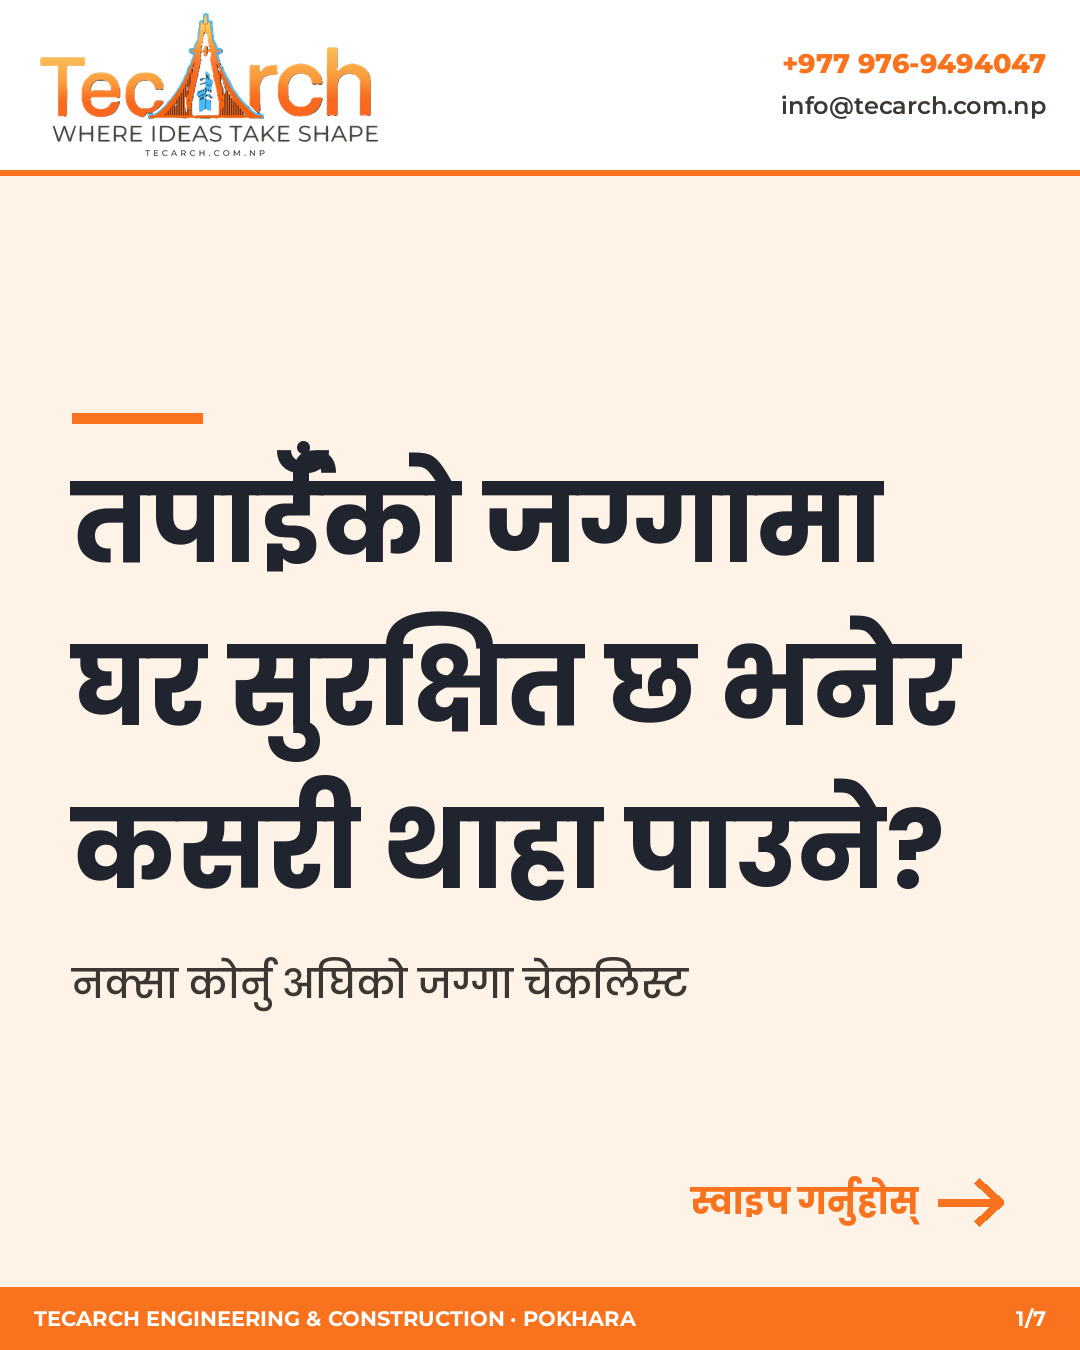 TecArch
WHERE IDEAS TAKE SHAPE
TECARCH.COM.NP
+977 976-9494047
info@tecarch.com.np
तपाईँको जग्गामा
घर सुरक्षित छ भनेर
कसरी थाहा पाउने?
नक्सा कोर्नु अघिको जग्गा चेकलिस्ट
स्वाइप गर्नुहोस्
TECARCH ENGINEERING & CONSTRUCTION · POKHARA
1/7